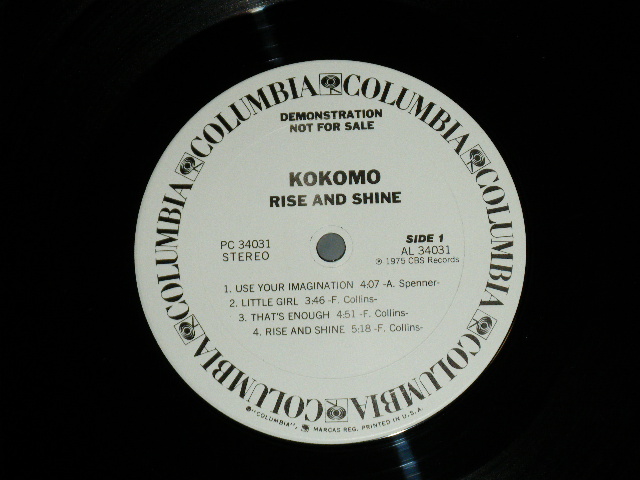 COLUMBIA COLUMBIA COLUMBIA COLUMBIA COLUMBIA COLUMBIA COLUMBIA
DEMONSTRATION
NOT FOR SALE
KOKOMO
RISE AND SHINE
PC 34031
STEREO
SIDE 1
AL 34031
℗ 1975 CBS Records
1. USE YOUR IMAGINATION 4:07 -A. Spenner-
2. LITTLE GIRL 3:46 -F. Collins-
3. THAT'S ENOUGH 4:51 -F. Collins-
4. RISE AND SHINE 5:18 -F. Collins-
®"COLUMBIA", MARCAS REG. PRINTED IN U.S.A.